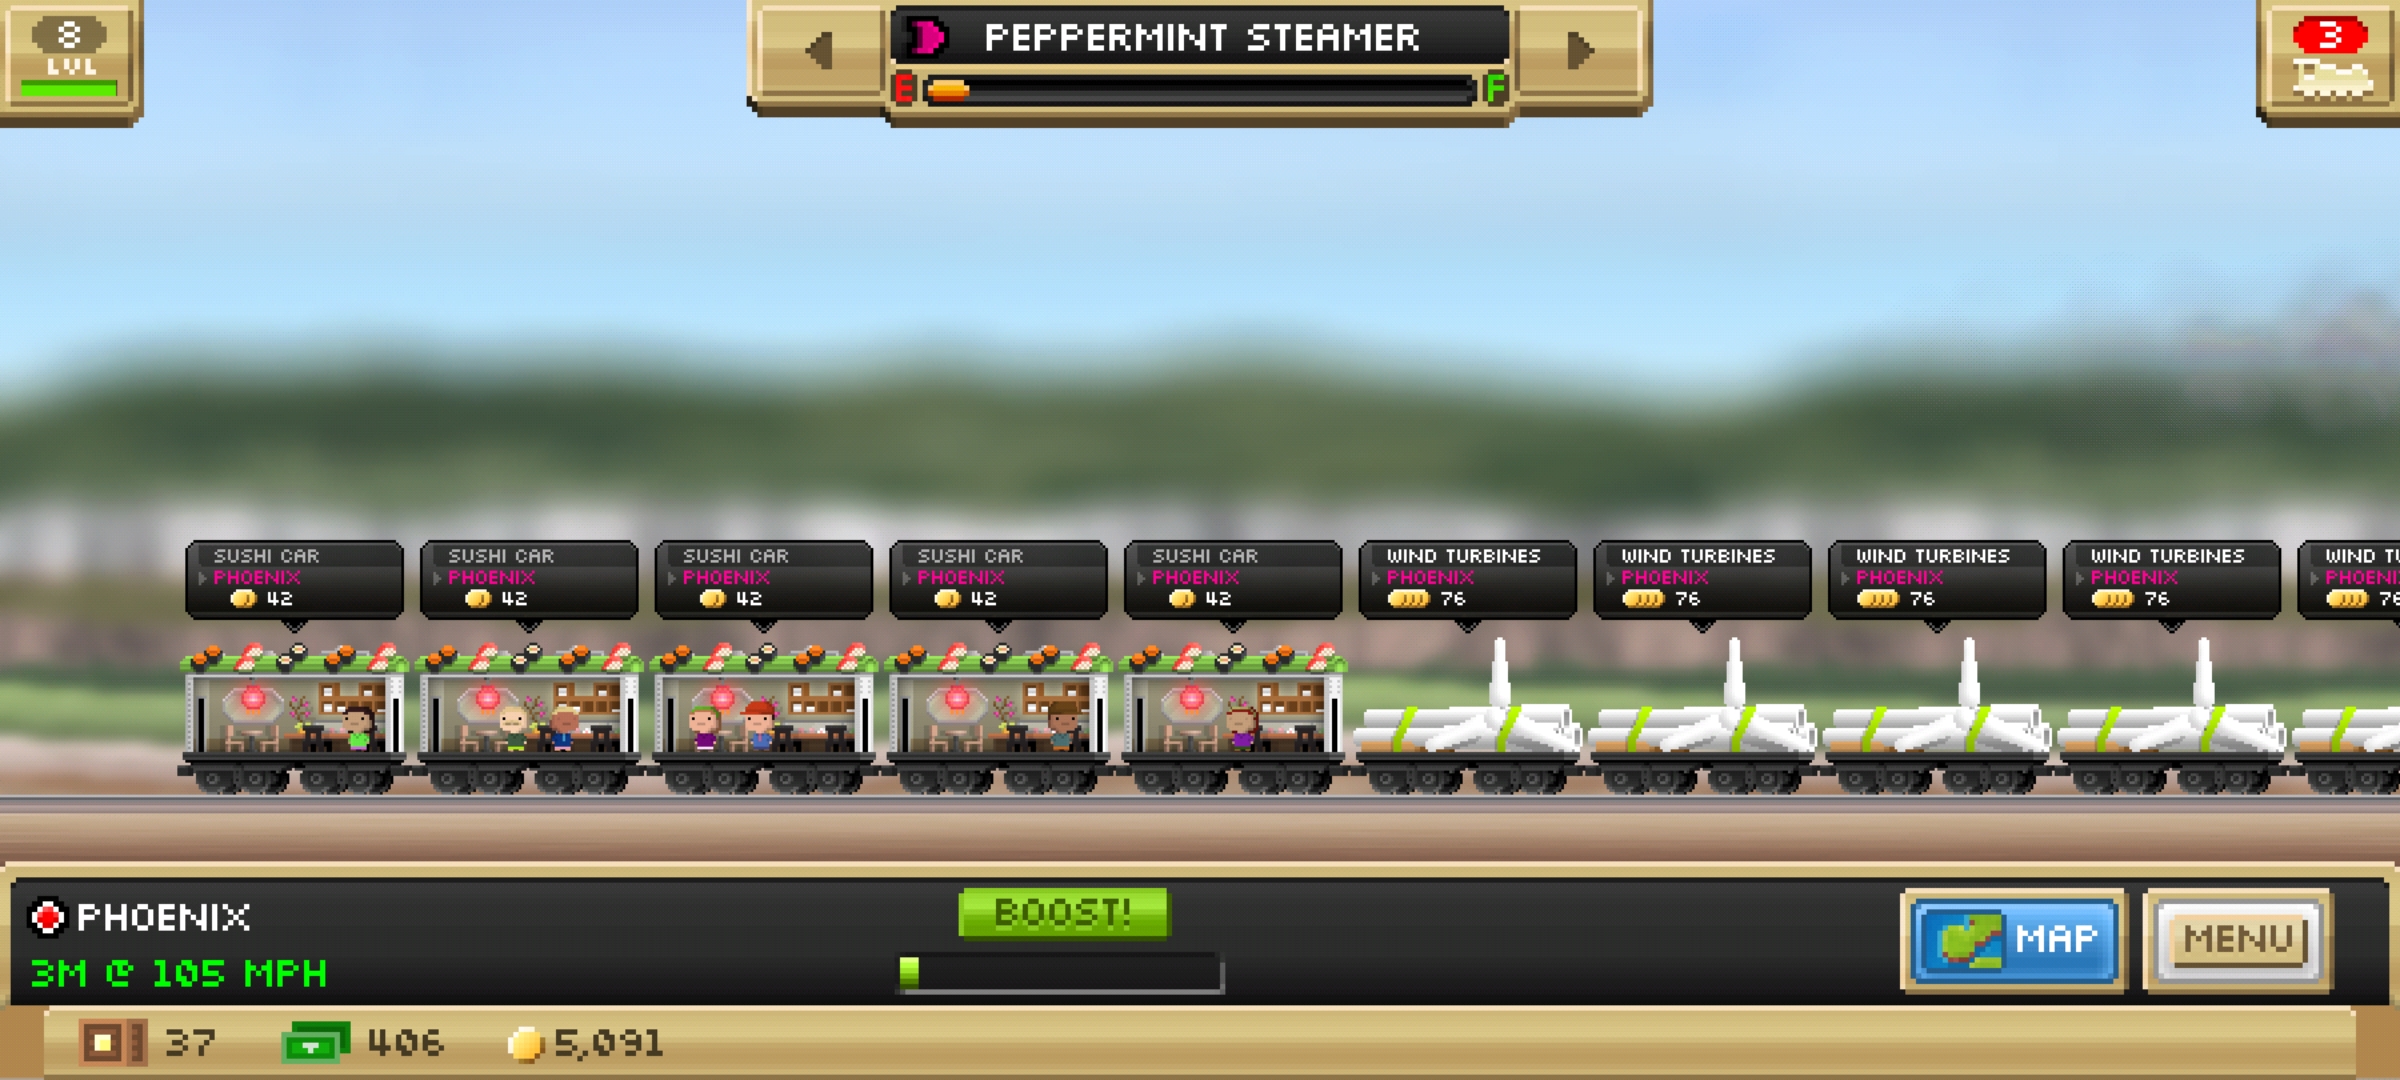 8
LVL
PEPPERMINT STEAMER
E F
3
SUSHI CAR
PHOENIX
42
SUSHI CAR
PHOENIX
42
SUSHI CAR
PHOENIX
42
SUSHI CAR
PHOENIX
42
SUSHI CAR
PHOENIX
42
WIND TURBINES
PHOENIX
76
WIND TURBINES
PHOENIX
76
WIND TURBINES
PHOENIX
76
WIND TURBINES
PHOENIX
76
WIND
76
PHOENIX
3M @ 105 MPH
BOOST!
MAP
MENU
37
406
5,091